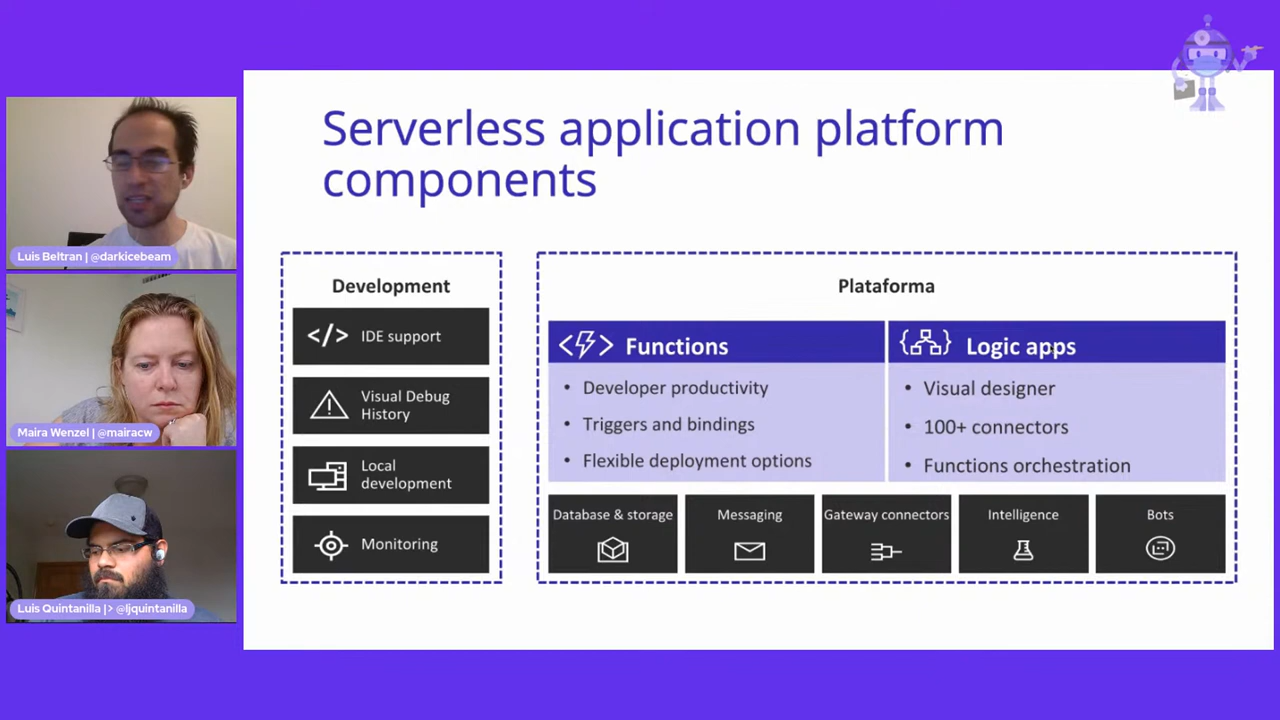 Serverless application platform
components
Luis Beltran | @darkicebeam
Maira Wenzel | @mairacw
Luis Quintanilla |> @ljquintanilla
Development
</> IDE support
Visual Debug
History
Local
development
Monitoring
Plataforma
Functions
• Developer productivity
• Triggers and bindings
• Flexible deployment options
Logic apps
• Visual designer
• 100+ connectors
• Functions orchestration
Database & storage
Messaging
Gateway connectors
Intelligence
Bots